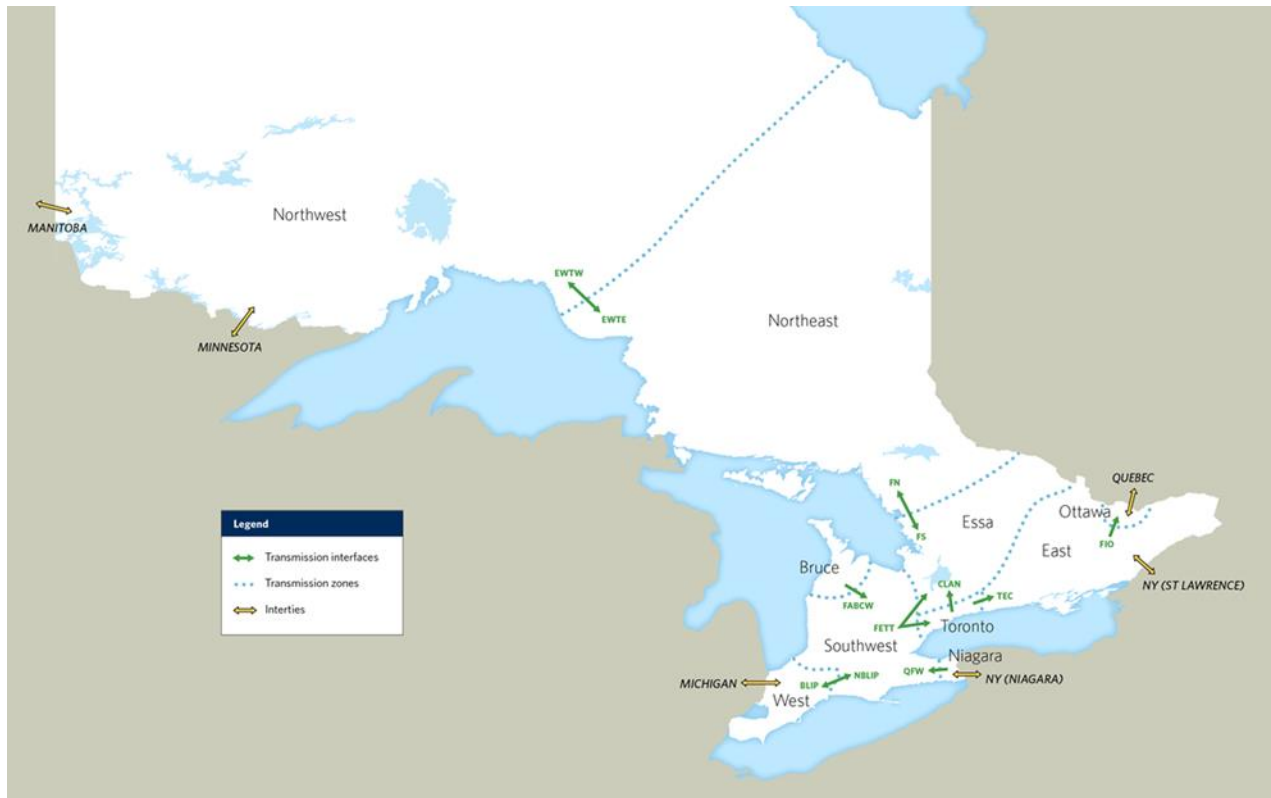 Northwest
MANITOBA
EWTW
EWTE
Northeast
MINNESOTA
QUEBEC
FN
Ottawa
Essa
FS
East
FIO
Bruce
CLAN
NY (ST LAWRENCE)
TEC
FABCW
FETT
Toronto
Southwest
Niagara
QFW
NBLIP
NY (NIAGARA)
MICHIGAN
BLIP
West
Legend
Transmission interfaces
Transmission zones
Interties